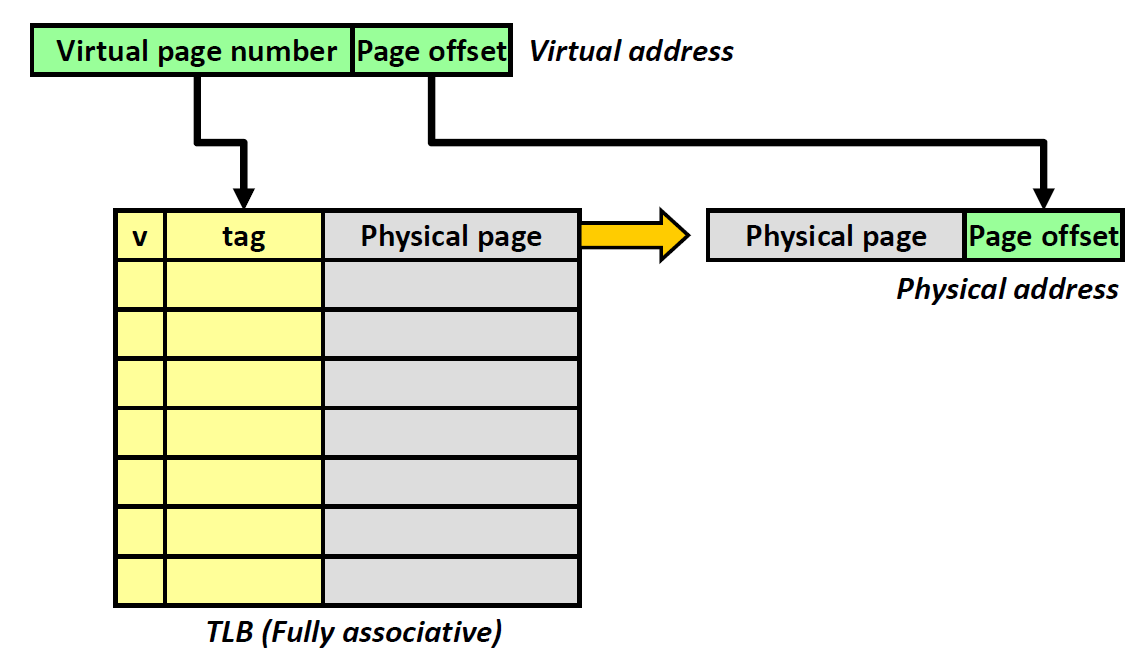 Virtual page number Page offset Virtual address
v tag Physical page Physical page Page offset
Physical address
TLB (Fully associative)